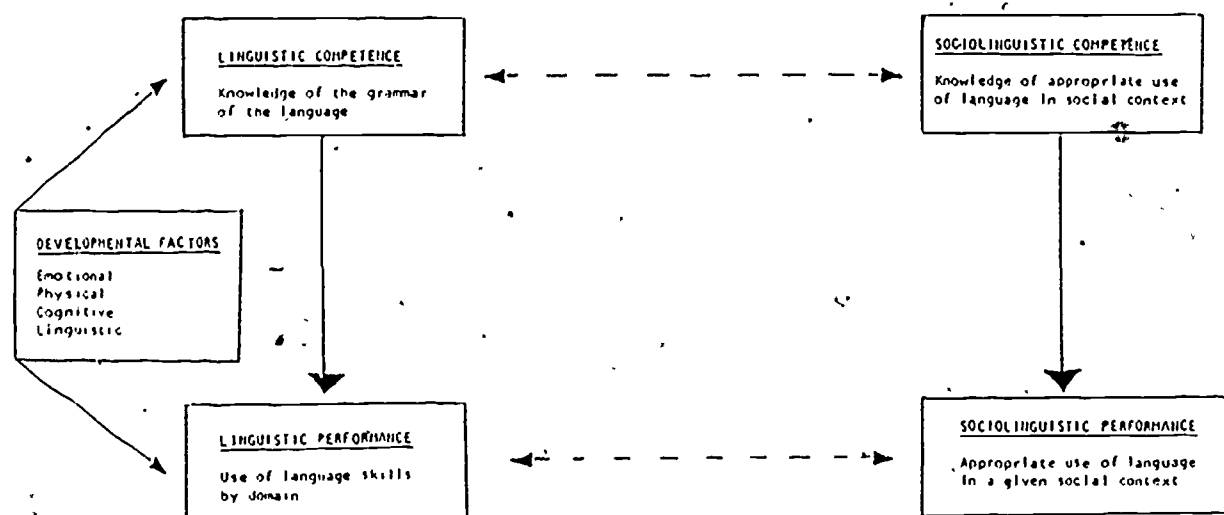 LINGUISTIC COMPETENCE
Knowledge of the grammar
of the language
SOCIOLINGUISTIC COMPETENCE
Knowledge of appropriate use
of language in social context
DEVELOPMENTAL FACTORS
Emotional
Physical
Cognitive
Linguistic
LINGUISTIC PERFORMANCE
Use of language skills
by domain
SOCIOLINGUISTIC PERFORMANCE
Appropriate use of language
in a given social context